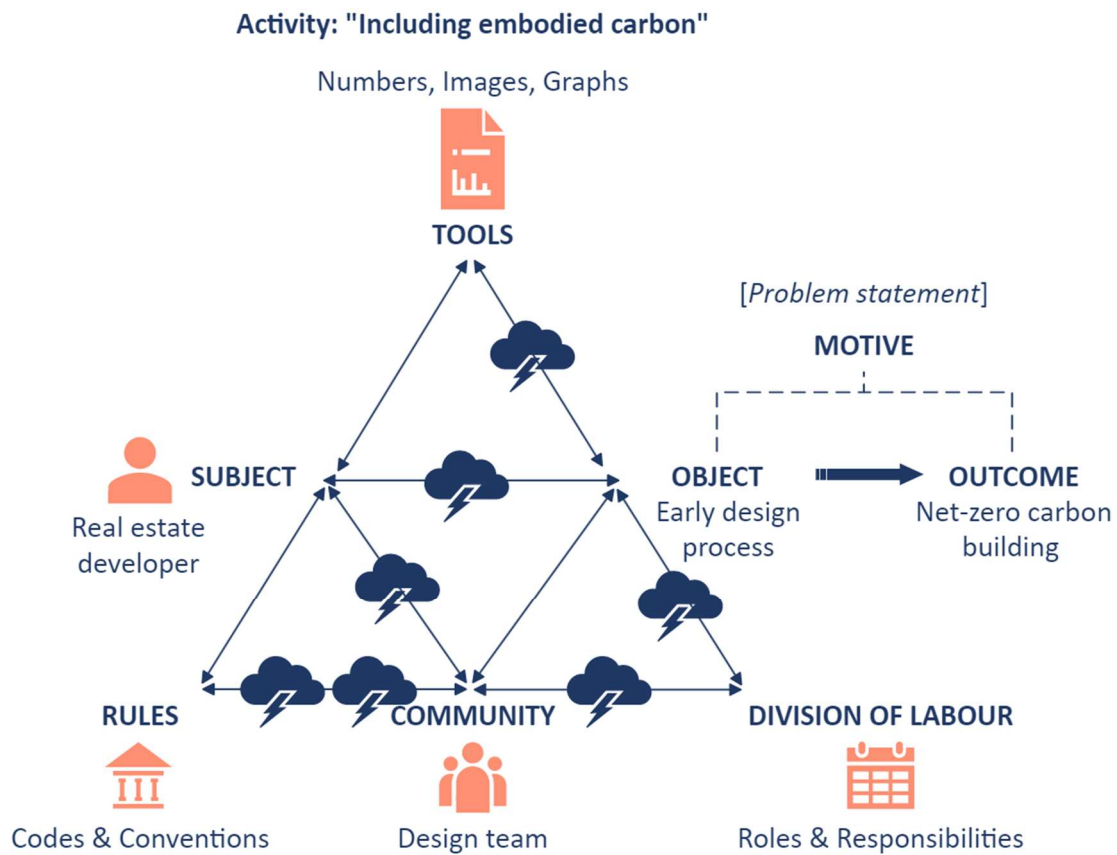 Activity: "Including embodied carbon"
Numbers, Images, Graphs
TOOLS
[Problem statement]
MOTIVE
SUBJECT
Real estate
developer
OBJECT
Early design
process
OUTCOME
Net-zero carbon
building
RULES
Codes & Conventions
COMMUNITY
Design team
DIVISION OF LABOUR
Roles & Responsibilities